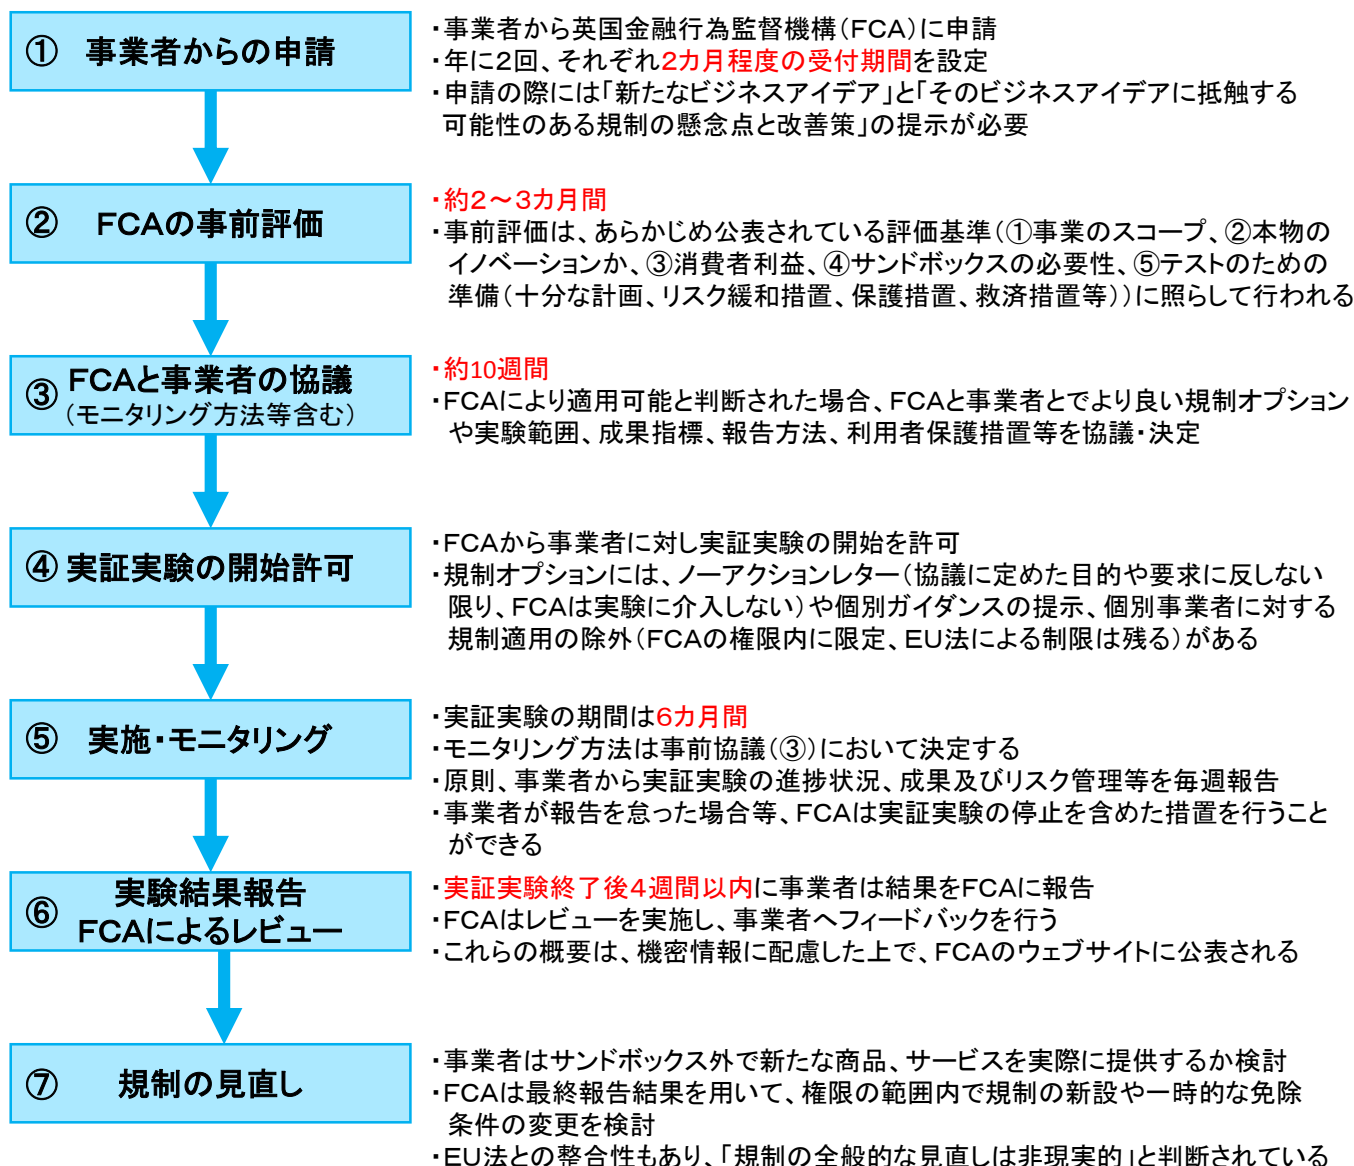 ① 事業者からの申請
・事業者から英国金融行為監督機構(FCA)に申請
・年に2回、それぞれ2カ月程度の受付期間を設定
・申請の際には「新たなビジネスアイデア」と「そのビジネスアイデアに抵触する
可能性のある規制の懸念点と改善策」の提示が必要
② FCAの事前評価
・約2～3カ月間
・事前評価は、あらかじめ公表されている評価基準(①事業のスコープ、②本物の
イノベーションか、③消費者利益、④サンドボックスの必要性、⑤テストのための
準備(十分な計画、リスク緩和措置、保護措置、救済措置等))に照らして行われる
③ FCAと事業者の協議
(モニタリング方法等含む)
・約10週間
・FCAにより適用可能と判断された場合、FCAと事業者とでより良い規制オプション
や実験範囲、成果指標、報告方法、利用者保護措置等を協議・決定
④ 実証実験の開始許可
・FCAから事業者に対し実証実験の開始を許可
・規制オプションには、ノーアクションレター(協議に定めた目的や要求に反しない
限り、FCAは実験に介入しない)や個別ガイダンスの提示、個別事業者に対する
規制適用の除外(FCAの権限内に限定、EU法による制限は残る)がある
⑤ 実施・モニタリング
・実証実験の期間は6カ月間
・モニタリング方法は事前協議(③)において決定する
・原則、事業者から実証実験の進捗状況、成果及びリスク管理等を毎週報告
・事業者が報告を怠った場合等、FCAは実証実験の停止を含めた措置を行うこと
ができる
⑥ 実験結果報告
FCAによるレビュー
・実証実験終了後4週間以内に事業者は結果をFCAに報告
・FCAはレビューを実施し、事業者へフィードバックを行う
・これらの概要は、機密情報に配慮した上で、FCAのウェブサイトに公表される
⑦ 規制の見直し
・事業者はサンドボックス外で新たな商品、サービスを実際に提供するか検討
・FCAは最終報告結果を用いて、権限の範囲内で規制の新設や一時的な免除
条件の変更を検討
・EU法との整合性もあり、「規制の全般的な見直しは非現実的」と判断されている